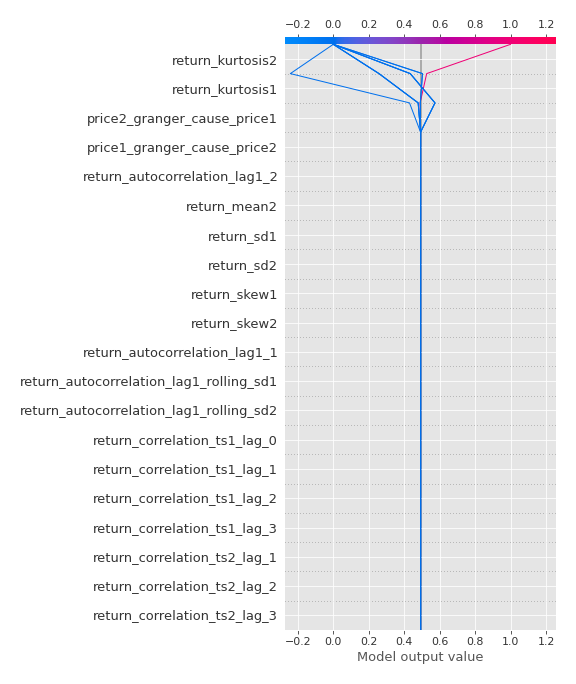 −0.2 0.0 0.2 0.4 0.6 0.8 1.0 1.2
return_kurtosis2
return_kurtosis1
price2_granger_cause_price1
price1_granger_cause_price2
return_autocorrelation_lag1_2
return_mean2
return_sd1
return_sd2
return_skew1
return_skew2
return_autocorrelation_lag1_1
return_autocorrelation_lag1_rolling_sd1
return_autocorrelation_lag1_rolling_sd2
return_correlation_ts1_lag_0
return_correlation_ts1_lag_1
return_correlation_ts1_lag_2
return_correlation_ts1_lag_3
return_correlation_ts2_lag_1
return_correlation_ts2_lag_2
return_correlation_ts2_lag_3
−0.2 0.0 0.2 0.4 0.6 0.8 1.0 1.2
Model output value